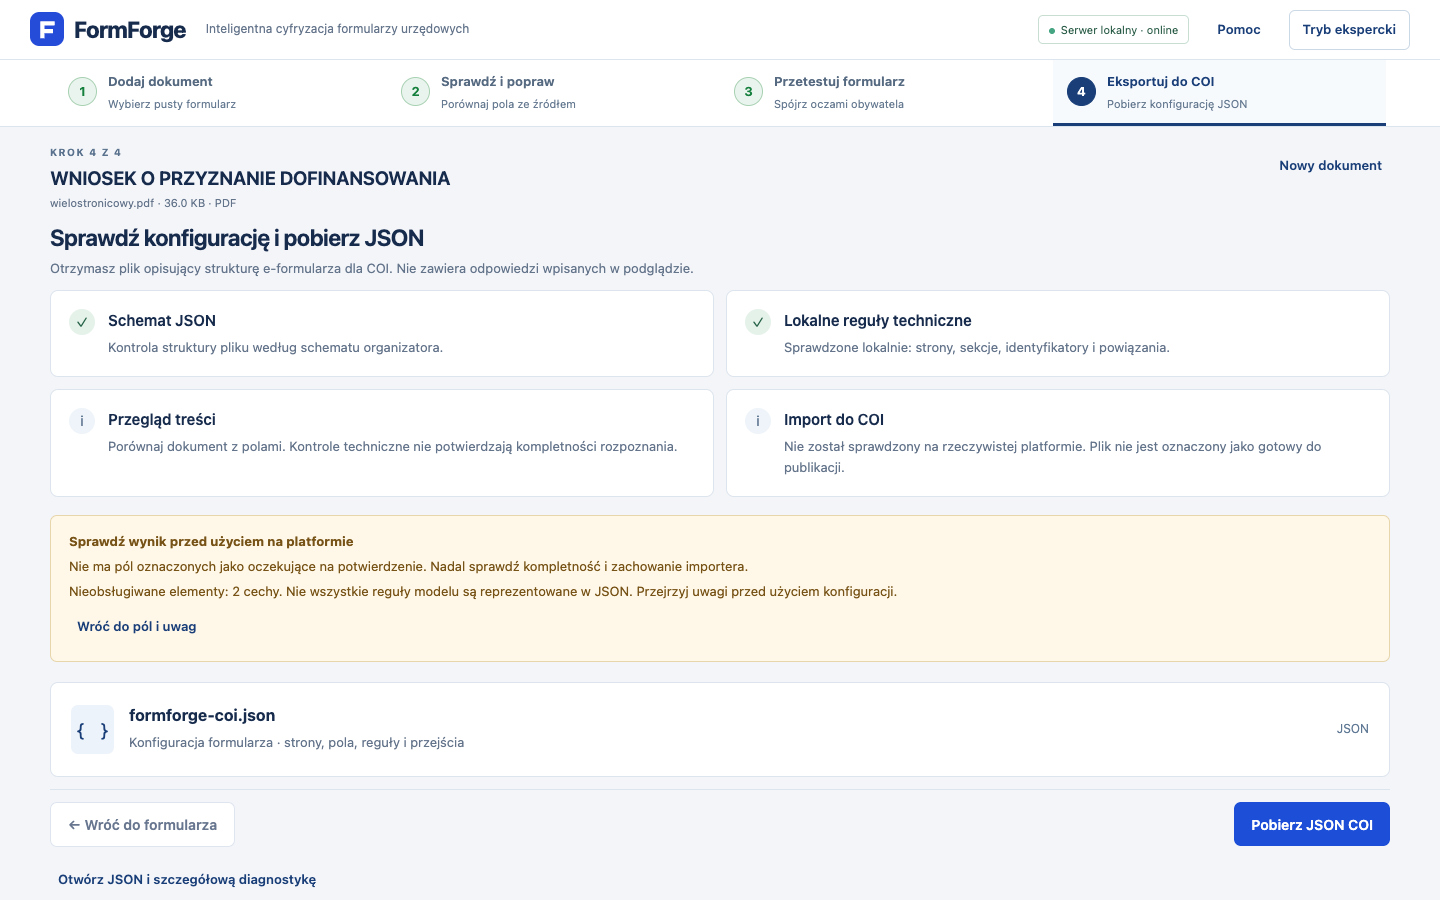 F FormForge
Inteligentna cyfryzacja formularzy urzędowych
Serwer lokalny · online
Pomoc
Tryb ekspercki
1
Dodaj dokument
Wybierz pusty formularz
2
Sprawdź i popraw
Porównaj pola ze źródłem
3
Przetestuj formularz
Spójrz oczami obywatela
4
Eksportuj do COI
Pobierz konfigurację JSON
KROK 4 Z 4
WNIOSEK O PRZYZNANIE DOFINANSOWANIA
wielostronicowy.pdf · 36.0 KB · PDF
Nowy dokument
Sprawdź konfigurację i pobierz JSON
Otrzymasz plik opisujący strukturę e-formularza dla COI. Nie zawiera odpowiedzi wpisanych w podglądzie.
Schemat JSON
Kontrola struktury pliku według schematu organizatora.
Lokalne reguły techniczne
Sprawdzone lokalnie: strony, sekcje, identyfikatory i powiązania.
i
Przegląd treści
Porównaj dokument z polami. Kontrole techniczne nie potwierdzają kompletności rozpoznania.
i
Import do COI
Nie został sprawdzony na rzeczywistej platformie. Plik nie jest oznaczony jako gotowy do
publikacji.
Sprawdź wynik przed użyciem na platformie
Nie ma pól oznaczonych jako oczekujące na potwierdzenie. Nadal sprawdź kompletność i zachowanie importera.
Nieobsługiwane elementy: 2 cechy. Nie wszystkie reguły modelu są reprezentowane w JSON. Przejrzyj uwagi przed użyciem konfiguracji.
Wróć do pól i uwag
{ }
formforge-coi.json
Konfiguracja formularza · strony, pola, reguły i przejścia
JSON
← Wróć do formularza
Pobierz JSON COI
Otwórz JSON i szczegółową diagnostykę